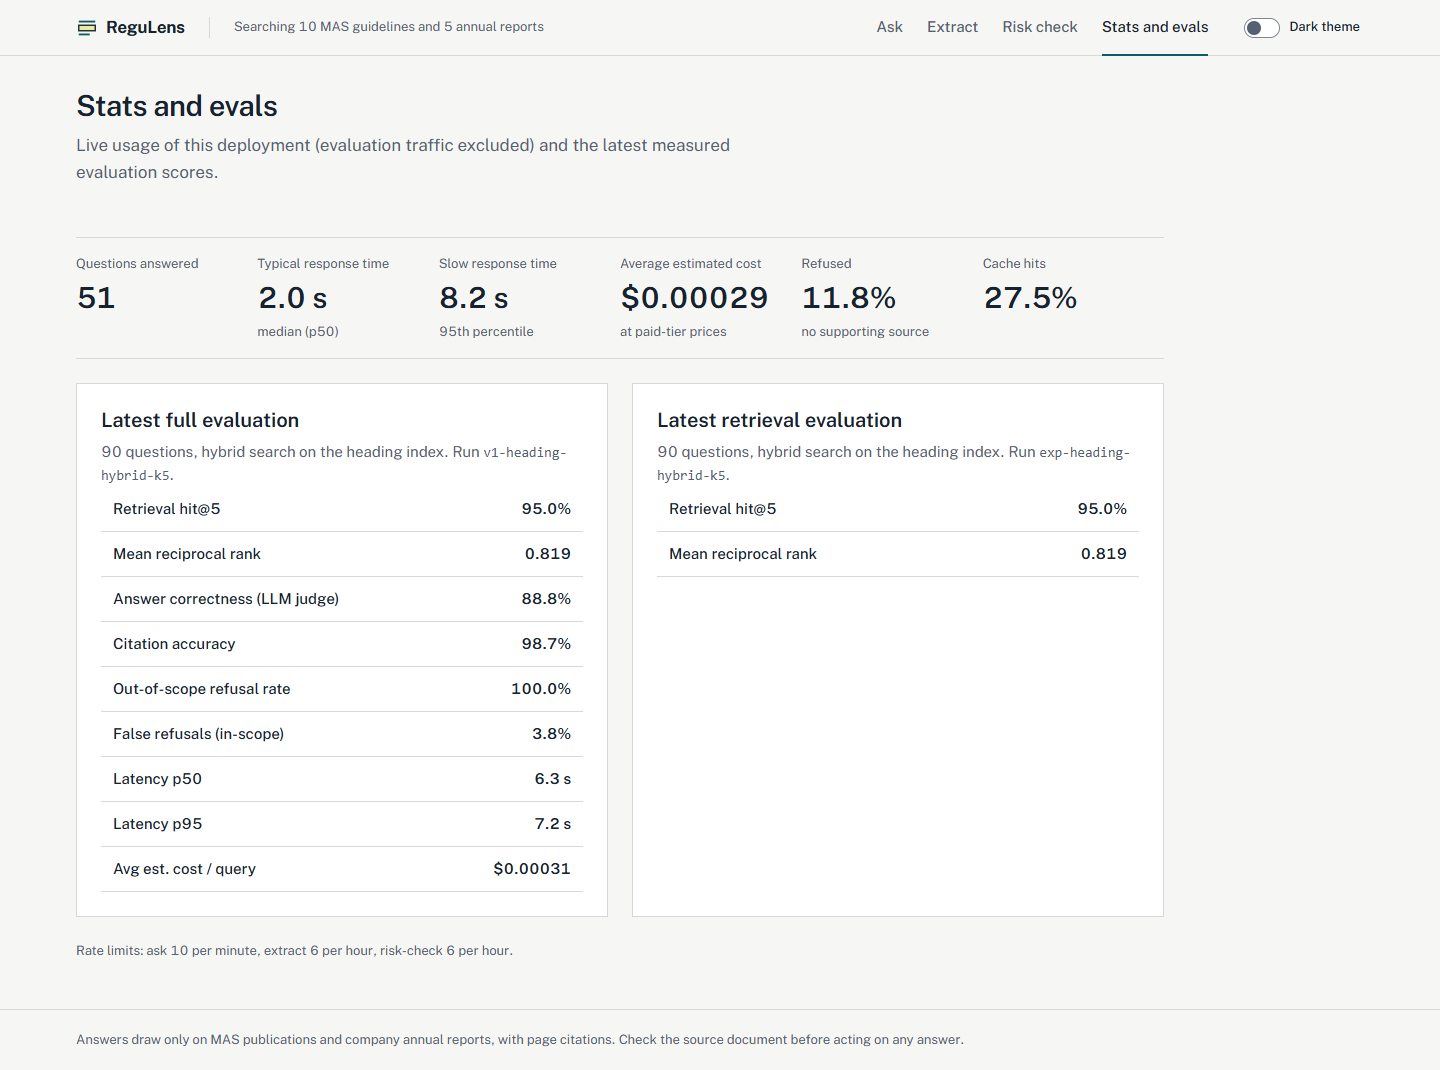 ReguLens
Searching 10 MAS guidelines and 5 annual reports
Ask
Extract
Risk check
Stats and evals
Dark theme
Stats and evals
Live usage of this deployment (evaluation traffic excluded) and the latest measured
evaluation scores.
Questions answered
51
Typical response time
2.0 s
median (p50)
Slow response time
8.2 s
95th percentile
Average estimated cost
$0.00029
at paid-tier prices
Refused
11.8%
no supporting source
Cache hits
27.5%
Latest full evaluation
90 questions, hybrid search on the heading index. Run v1-heading-
hybrid-k5.
Retrieval hit@5 95.0%
Mean reciprocal rank 0.819
Answer correctness (LLM judge) 88.8%
Citation accuracy 98.7%
Out-of-scope refusal rate 100.0%
False refusals (in-scope) 3.8%
Latency p50 6.3 s
Latency p95 7.2 s
Avg est. cost / query $0.00031
Latest retrieval evaluation
90 questions, hybrid search on the heading index. Run exp-heading-
hybrid-k5.
Retrieval hit@5 95.0%
Mean reciprocal rank 0.819
Rate limits: ask 10 per minute, extract 6 per hour, risk-check 6 per hour.
Answers draw only on MAS publications and company annual reports, with page citations. Check the source document before acting on any answer.